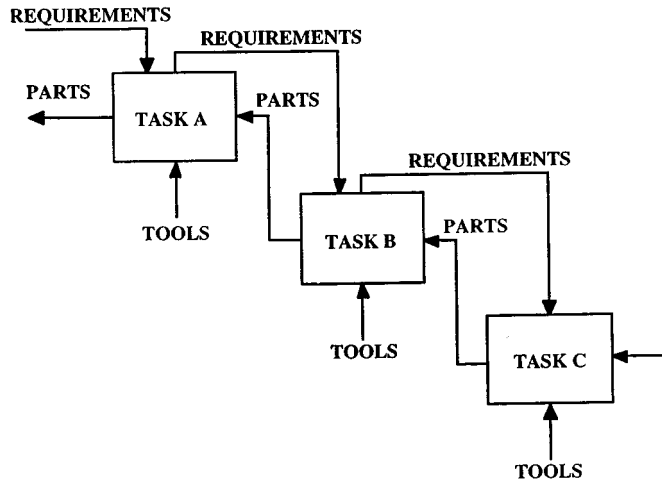 REQUIREMENTS
REQUIREMENTS
PARTS
PARTS
TASK A
REQUIREMENTS
TOOLS
PARTS
TASK B
TOOLS
TASK C
TOOLS